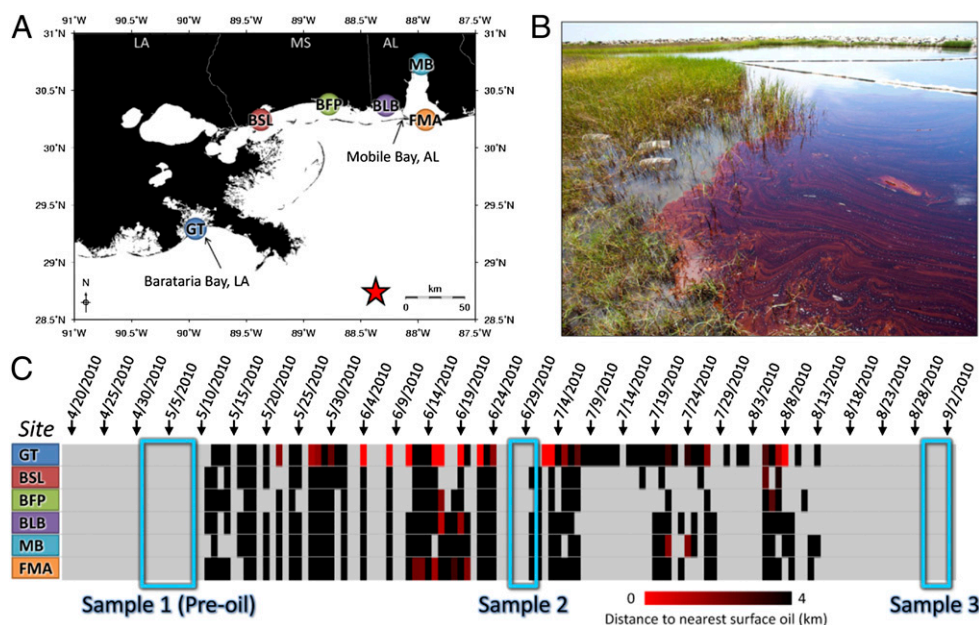 A
91˚W 90.5˚W 90˚W 89.5˚W 89˚W 88.5˚W 88˚W 87.5˚W
31˚N 31˚N
LA MS AL
MB
30.5˚N 30.5˚N
BSL BFP BLB FMA
30˚N 30˚N
Mobile Bay, AL
29.5˚N 29.5˚N
GT
29˚N 29˚N
Barataria Bay, LA
N
km
0 50
28.5˚N 28.5˚N
91˚W 90.5˚W 90˚W 89.5˚W 89˚W 88.5˚W 88˚W 87.5˚W
B
C
4/20/2010 4/25/2010 4/30/2010 5/5/2010 5/10/2010 5/15/2010 5/20/2010 5/25/2010 5/30/2010 6/4/2010 6/9/2010 6/14/2010 6/19/2010 6/24/2010 6/29/2010 7/4/2010 7/9/2010 7/14/2010 7/19/2010 7/24/2010 7/29/2010 8/3/2010 8/8/2010 8/13/2010 8/18/2010 8/23/2010 8/28/2010 9/2/2010
Site
GT
BSL
BFP
BLB
MB
FMA
Sample 1 (Pre-oil) Sample 2 Sample 3
0 4
Distance to nearest surface oil (km)